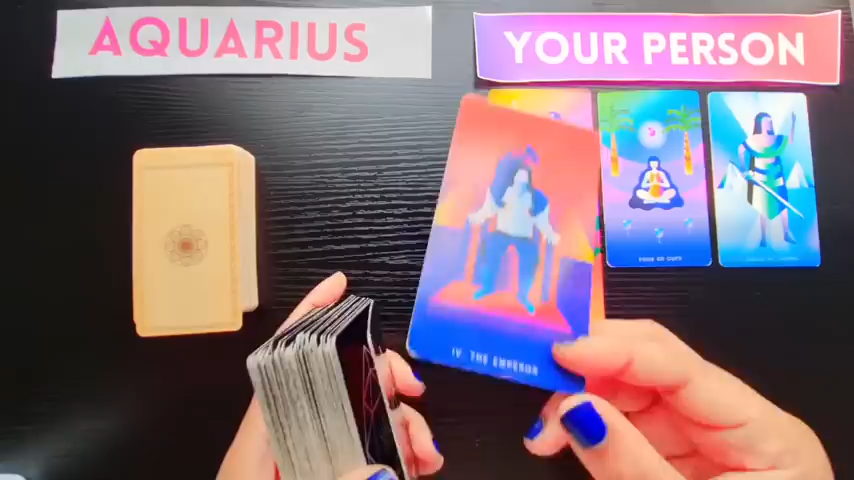 AQUARIUS
YOUR PERSON
FOUR OF CUPS
IV. THE EMPEROR